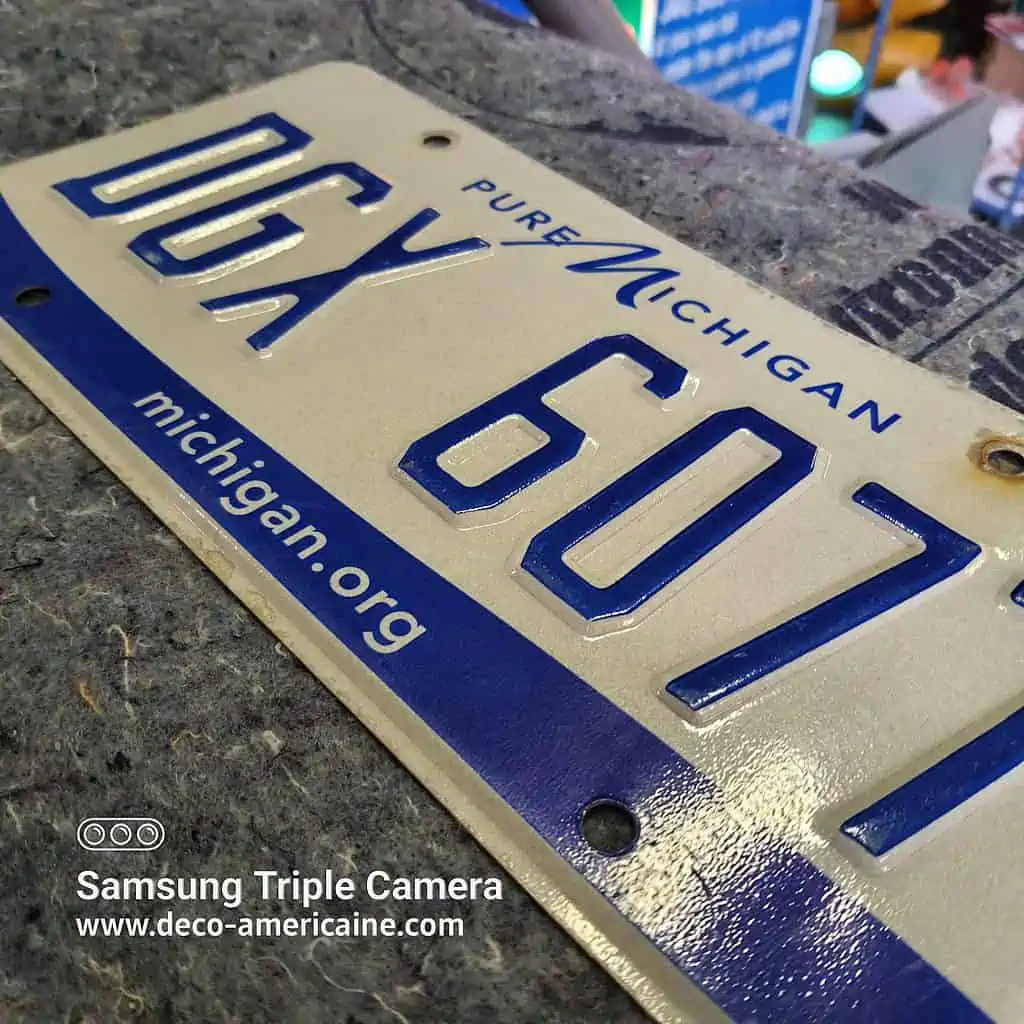 PURE MICHIGAN
DGX 607
michigan.org
Samsung Triple Camera
www.deco-americaine.com